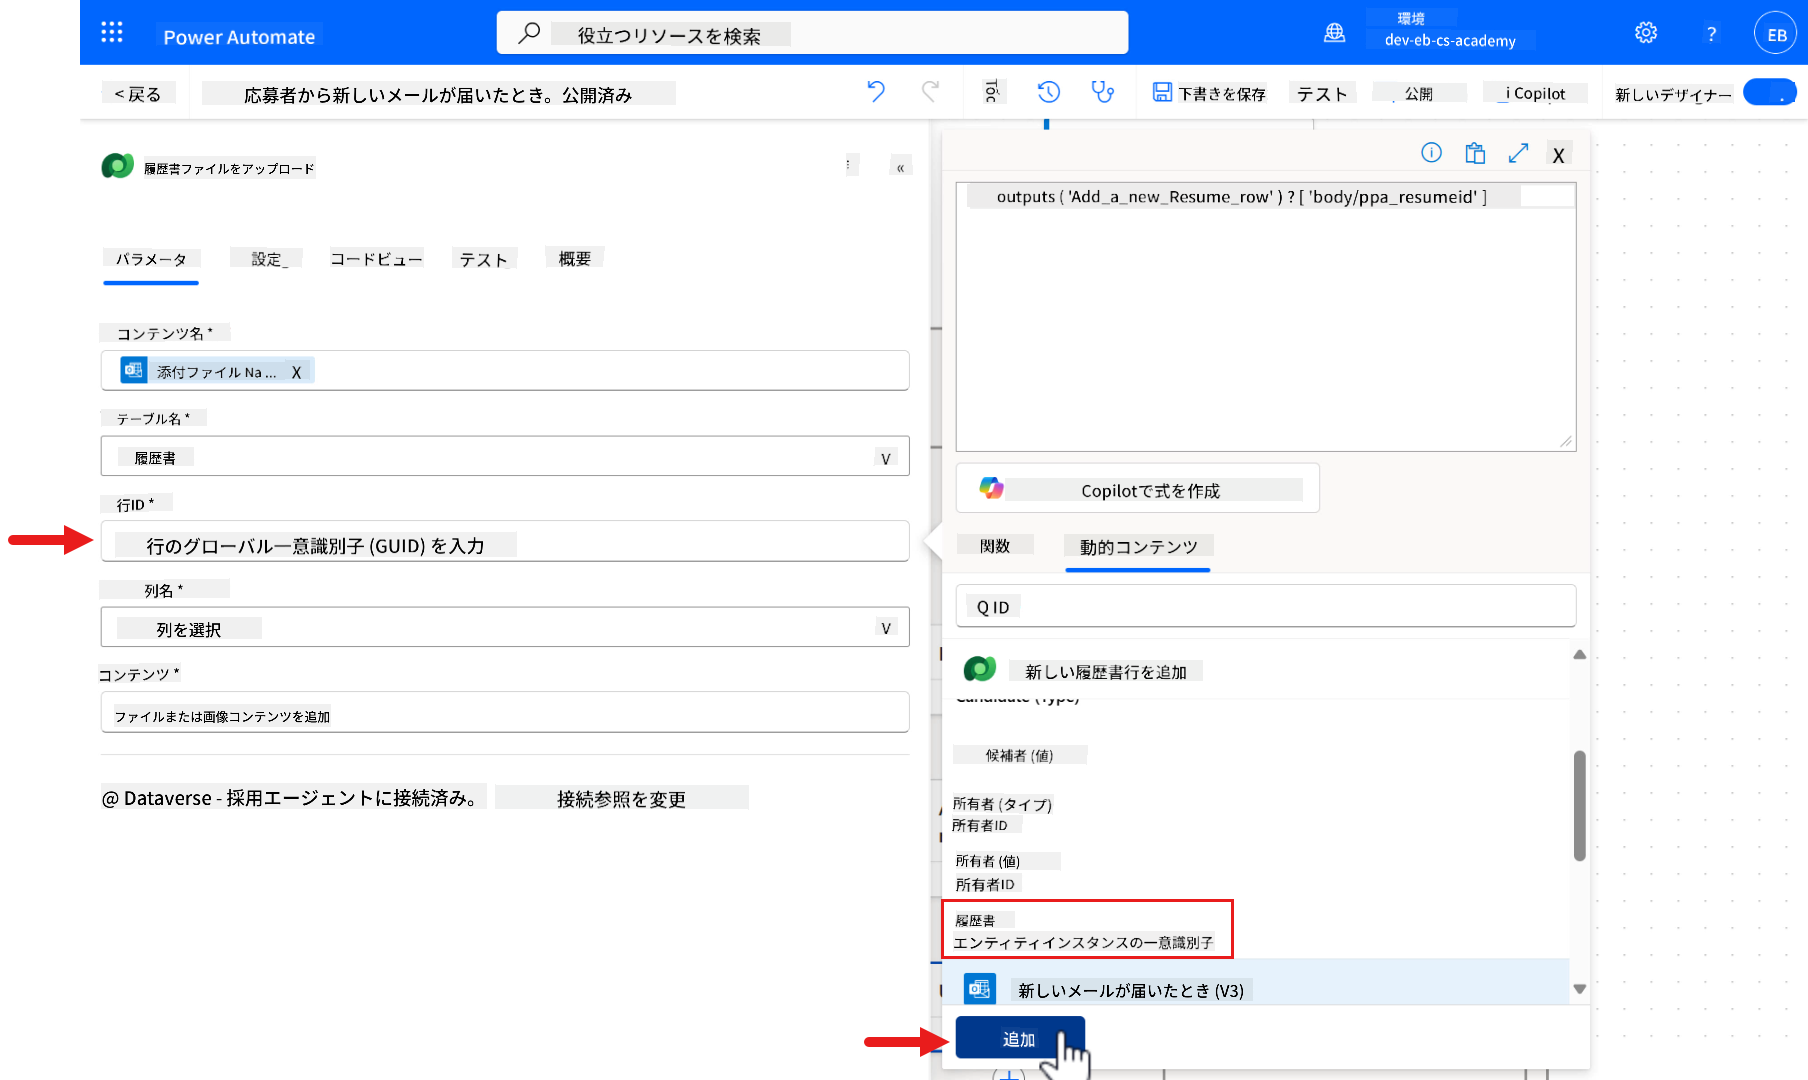 Power Automate
役立つリソースを検索
環境
dev-eb-cs-academy
?
EB
< 戻る
応募者から新しいメールが届いたとき。公開済み
Toc
下書きを保存
テスト
公開
i Copilot
新しいデザイナー
履歴書ファイルをアップロード
«
パラメータ
設定_
コードビュー
テスト
概要
コンテンツ名 *
添付ファイル Na ... X
テーブル名 *
履歴書
V
行ID *
行のグローバル一意識別子 (GUID) を入力
列名 *
列を選択
V
コンテンツ *
ファイルまたは画像コンテンツを追加
@ Dataverse - 採用エージェントに接続済み。
接続参照を変更
X
outputs ( 'Add_a_new_Resume_row' ) ? [ 'body/ppa_resumeid' ]
Copilotで式を作成
関数
動的コンテンツ
Q ID
新しい履歴書行を追加
Candidate (Type)
候補者 (値)
所有者 (タイプ)
所有者ID
所有者 (値)
所有者ID
履歴書
エンティティインスタンスの一意識別子
新しいメールが届いたとき (V3)
追加